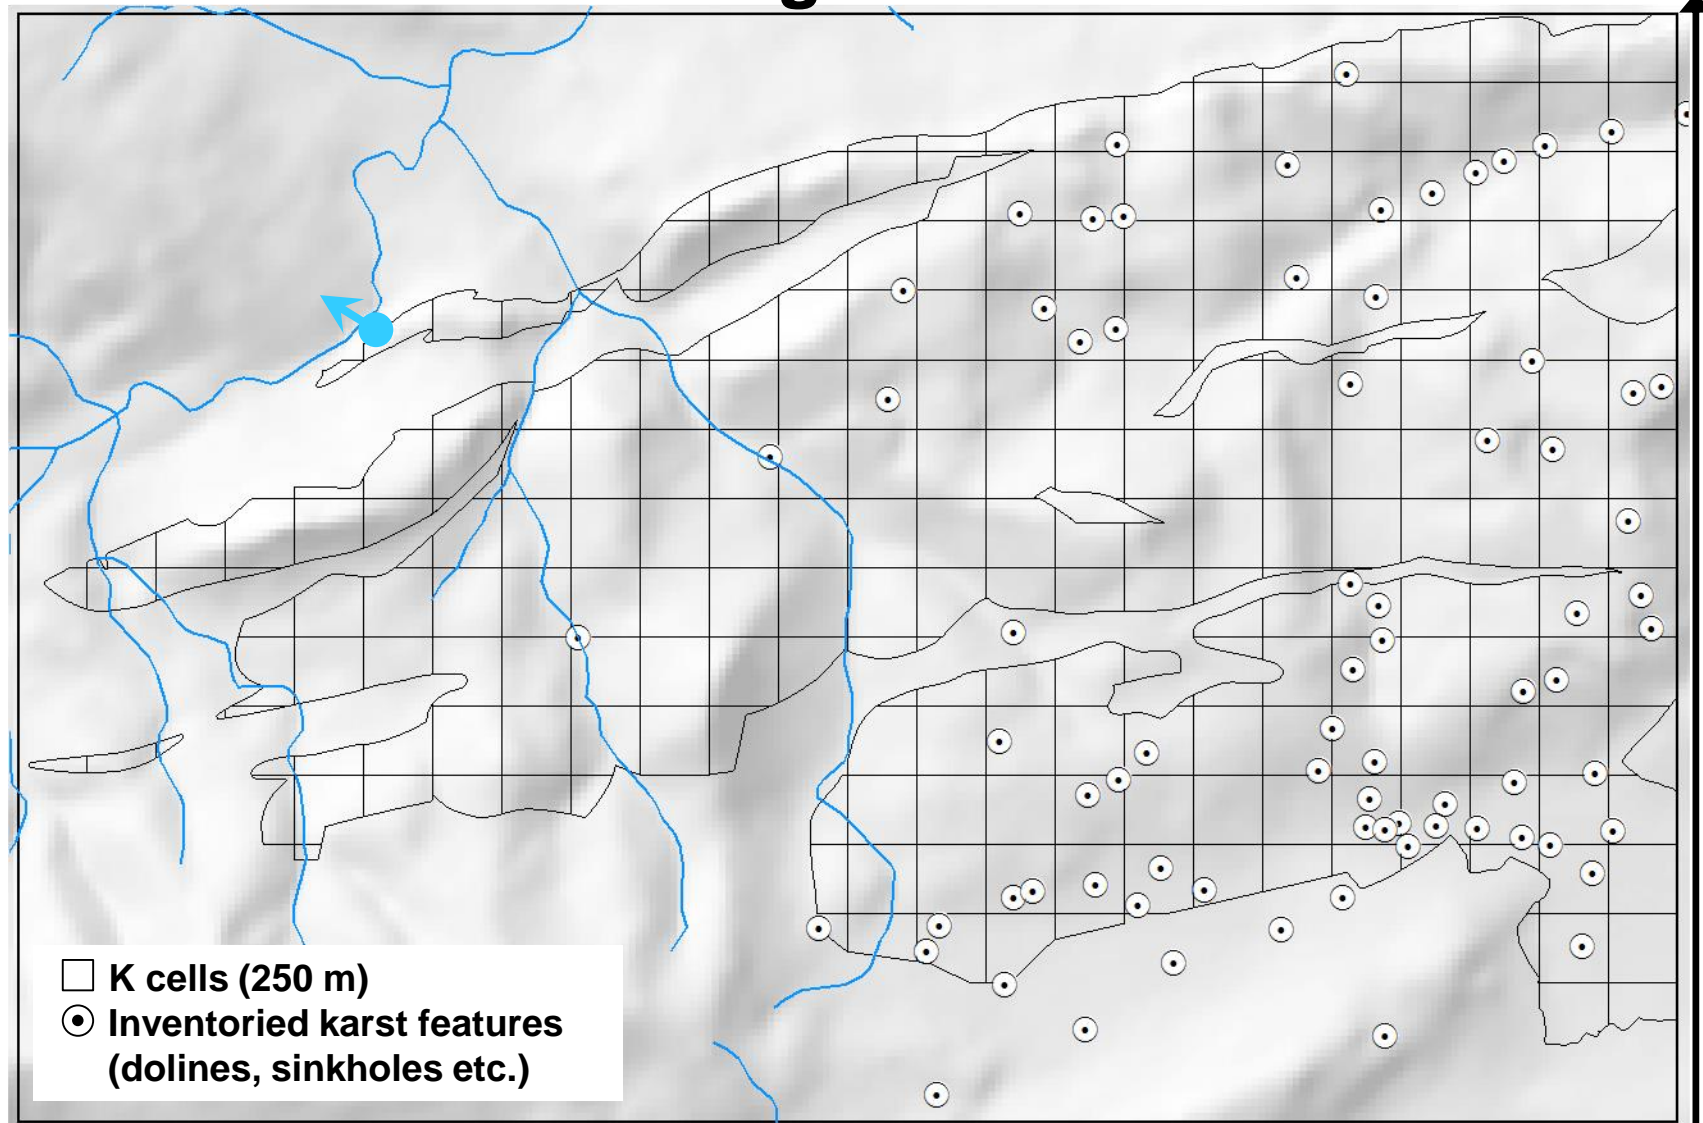 K cells (250 m)
Inventoried karst features
(dolines, sinkholes etc.)